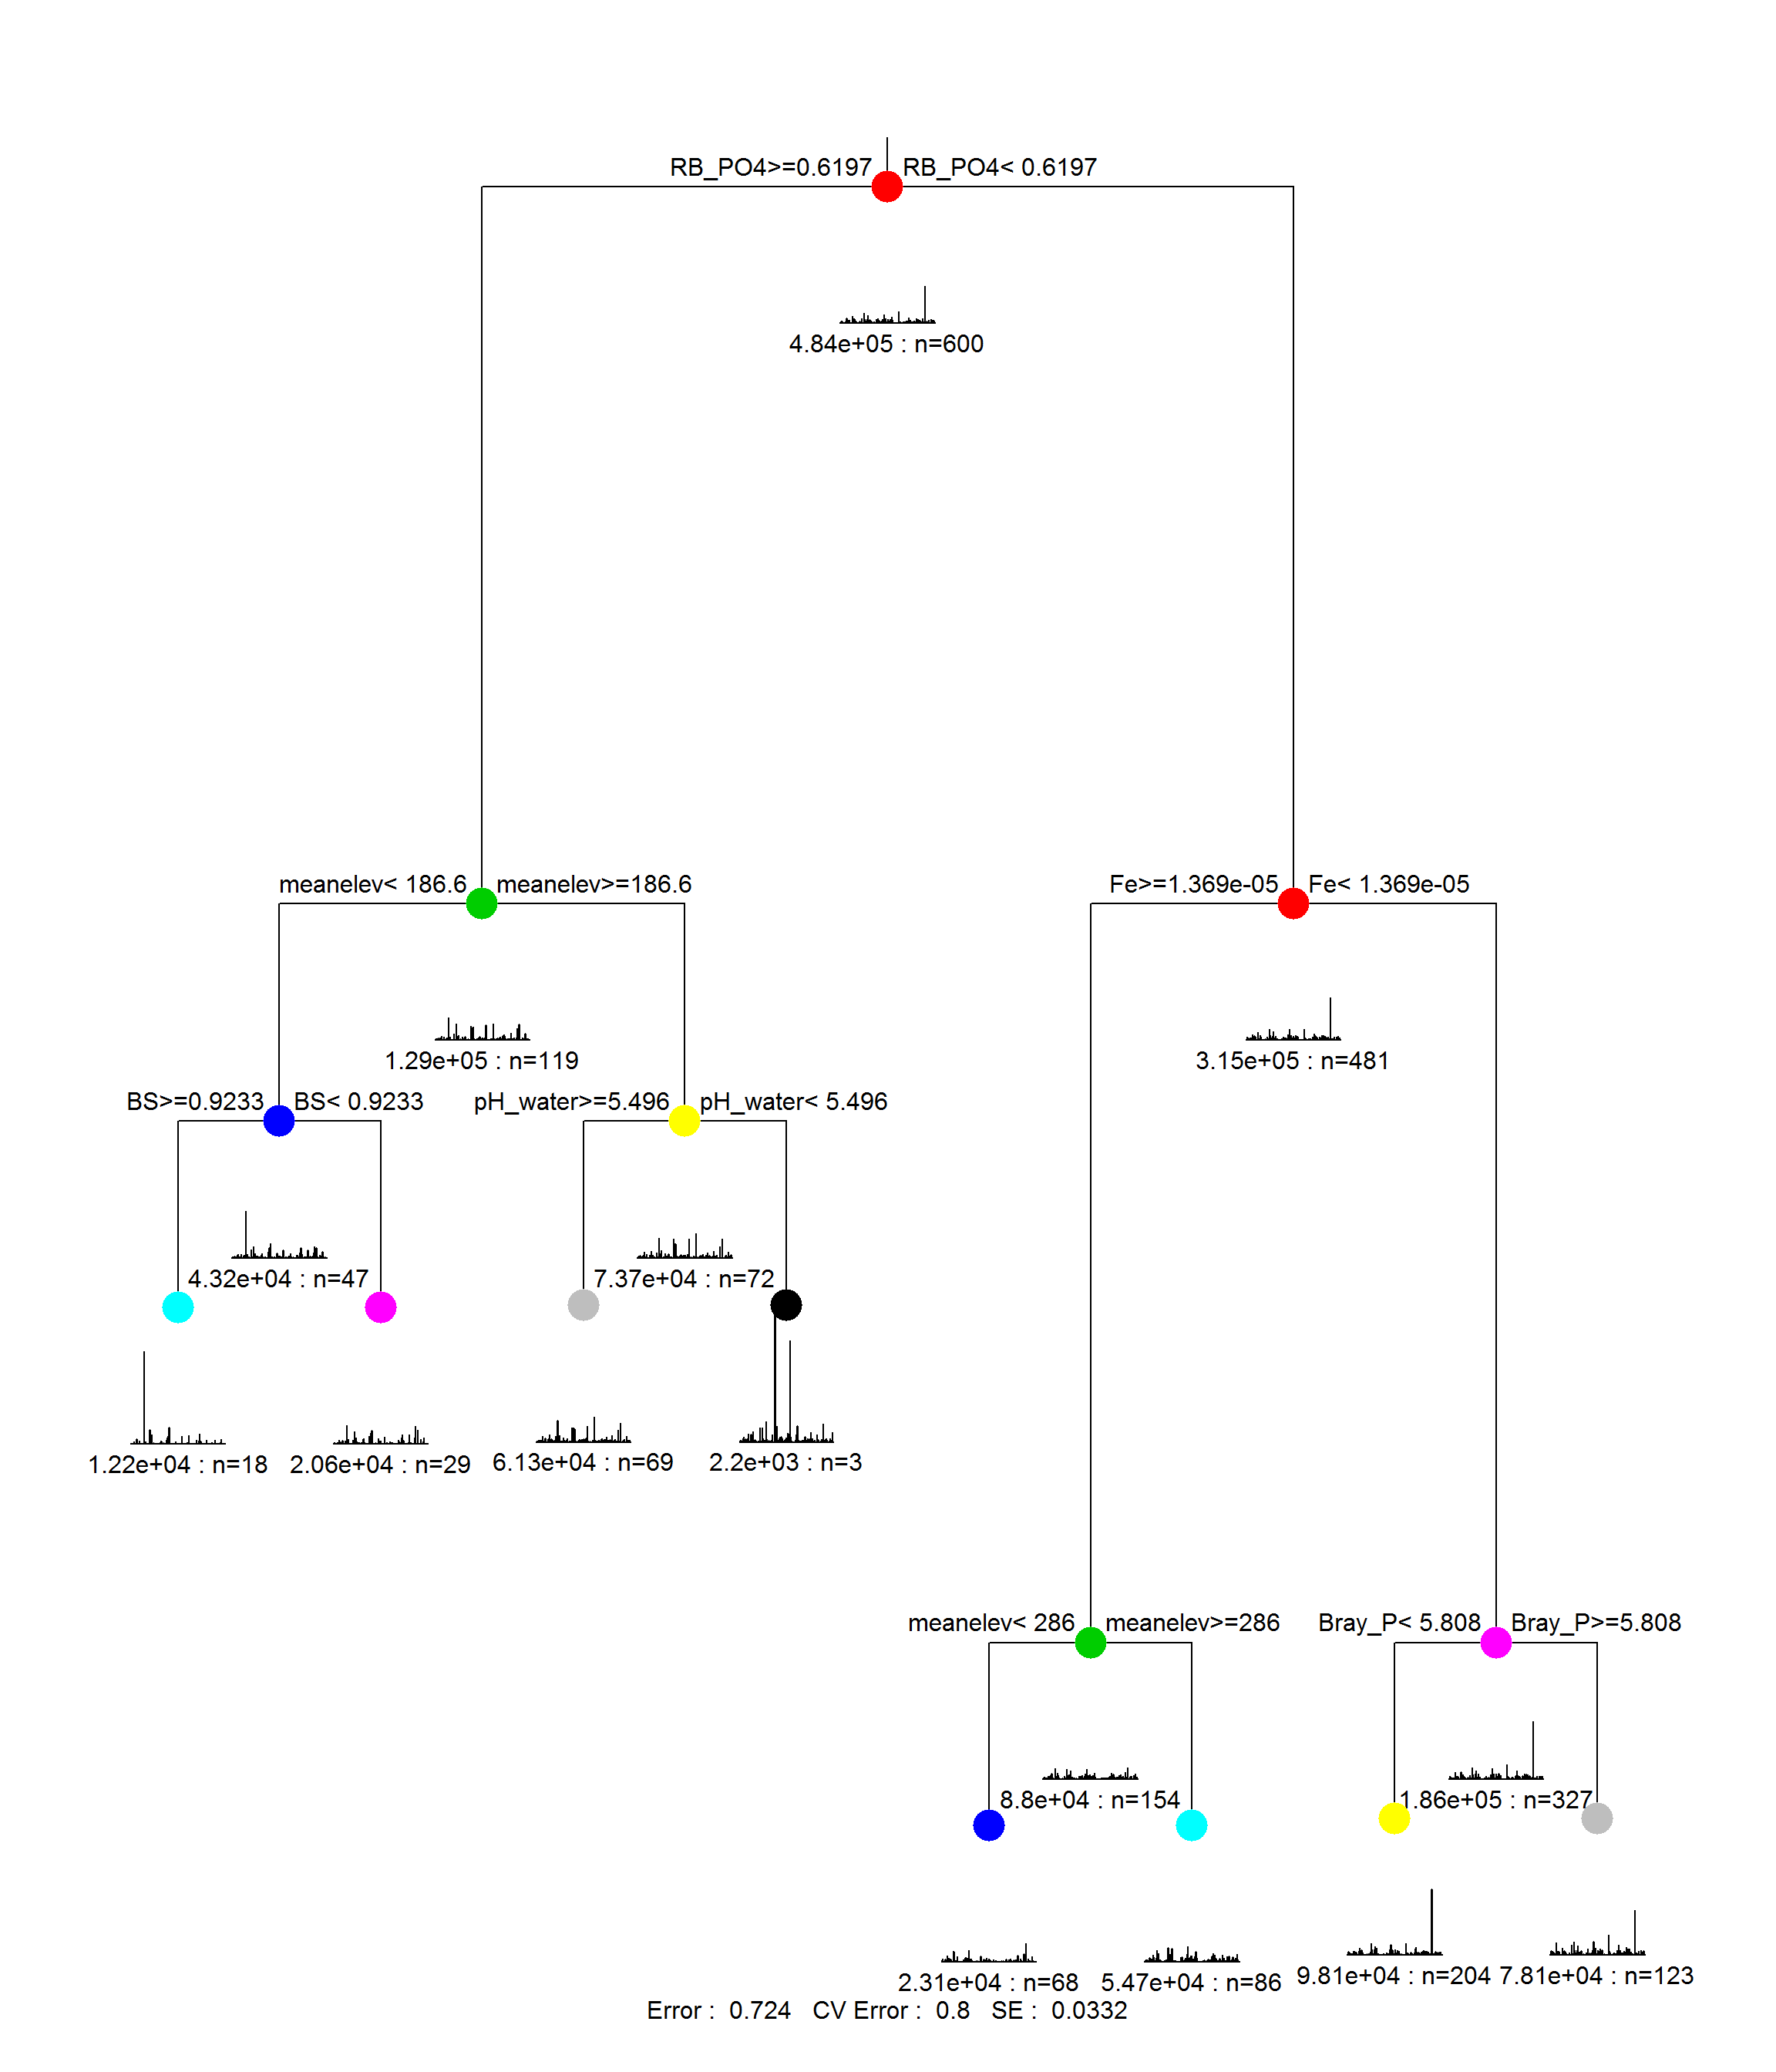 RB_PO4>=0.6197 RB_PO4< 0.6197
4.84e+05 : n=600
meanelev< 186.6 meanelev>=186.6
Fe>=1.369e-05 Fe< 1.369e-05
1.29e+05 : n=119
3.15e+05 : n=481
BS>=0.9233 BS< 0.9233
pH_water>=5.496 pH_water< 5.496
4.32e+04 : n=47
7.37e+04 : n=72
1.22e+04 : n=18
2.06e+04 : n=29
6.13e+04 : n=69
2.2e+03 : n=3
meanelev< 286 meanelev>=286
Bray_P< 5.808 Bray_P>=5.808
8.8e+04 : n=154
1.86e+05 : n=327
2.31e+04 : n=68
5.47e+04 : n=86
9.81e+04 : n=204
7.81e+04 : n=123
Error : 0.724 CV Error : 0.8 SE : 0.0332